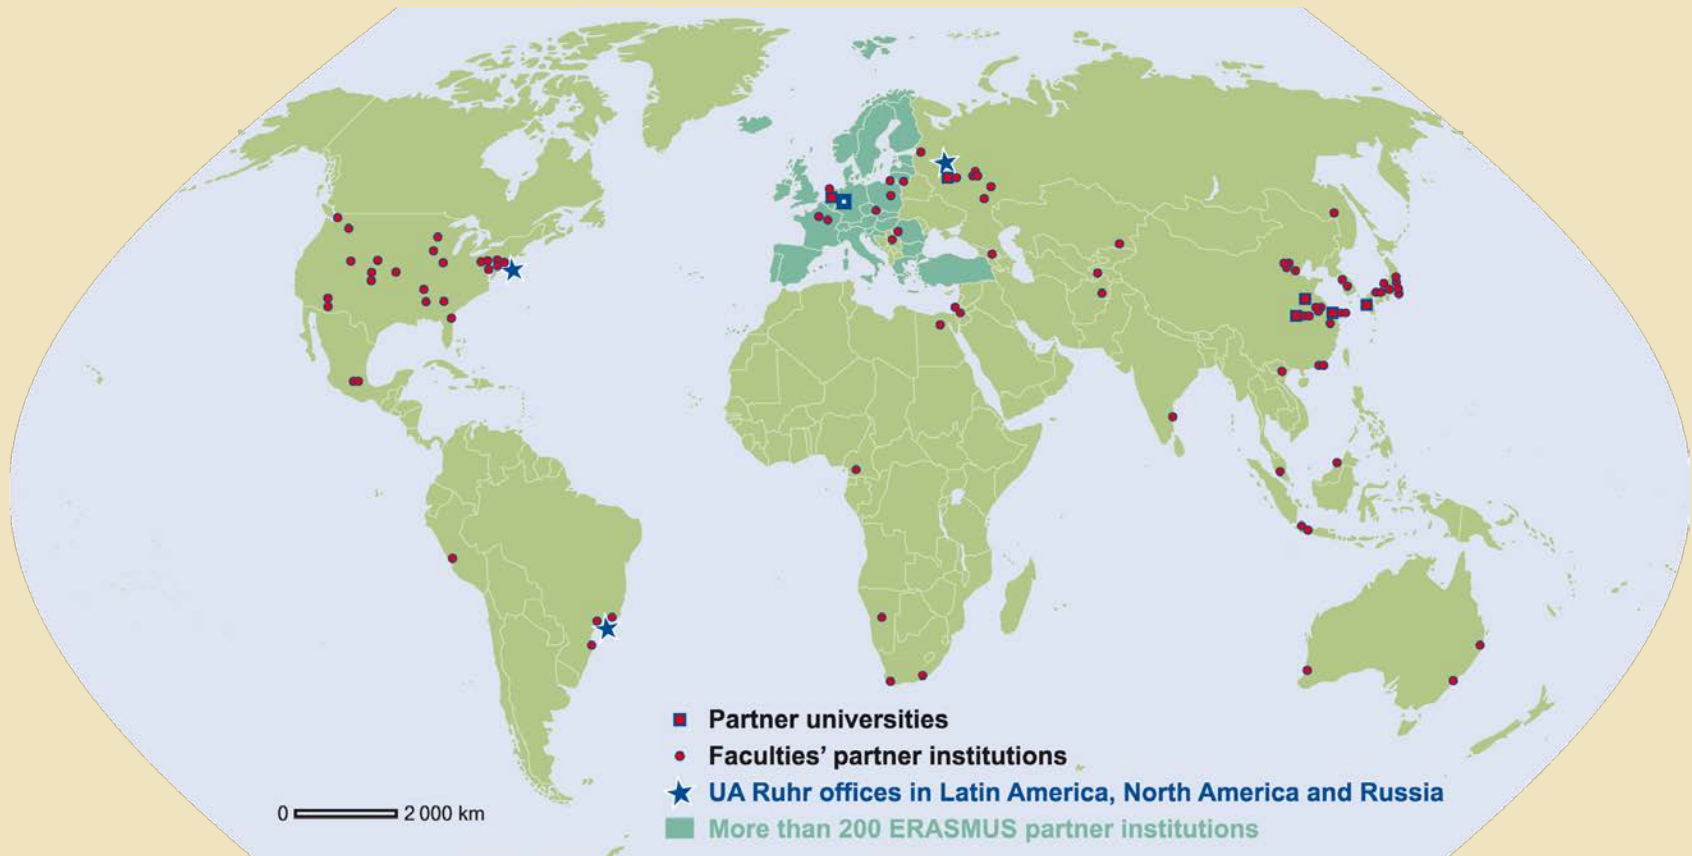 Partner universities
Faculties’ partner institutions
UA Ruhr offices in Latin America, North America and Russia
0 2 000 km
More than 200 ERASMUS partner institutions